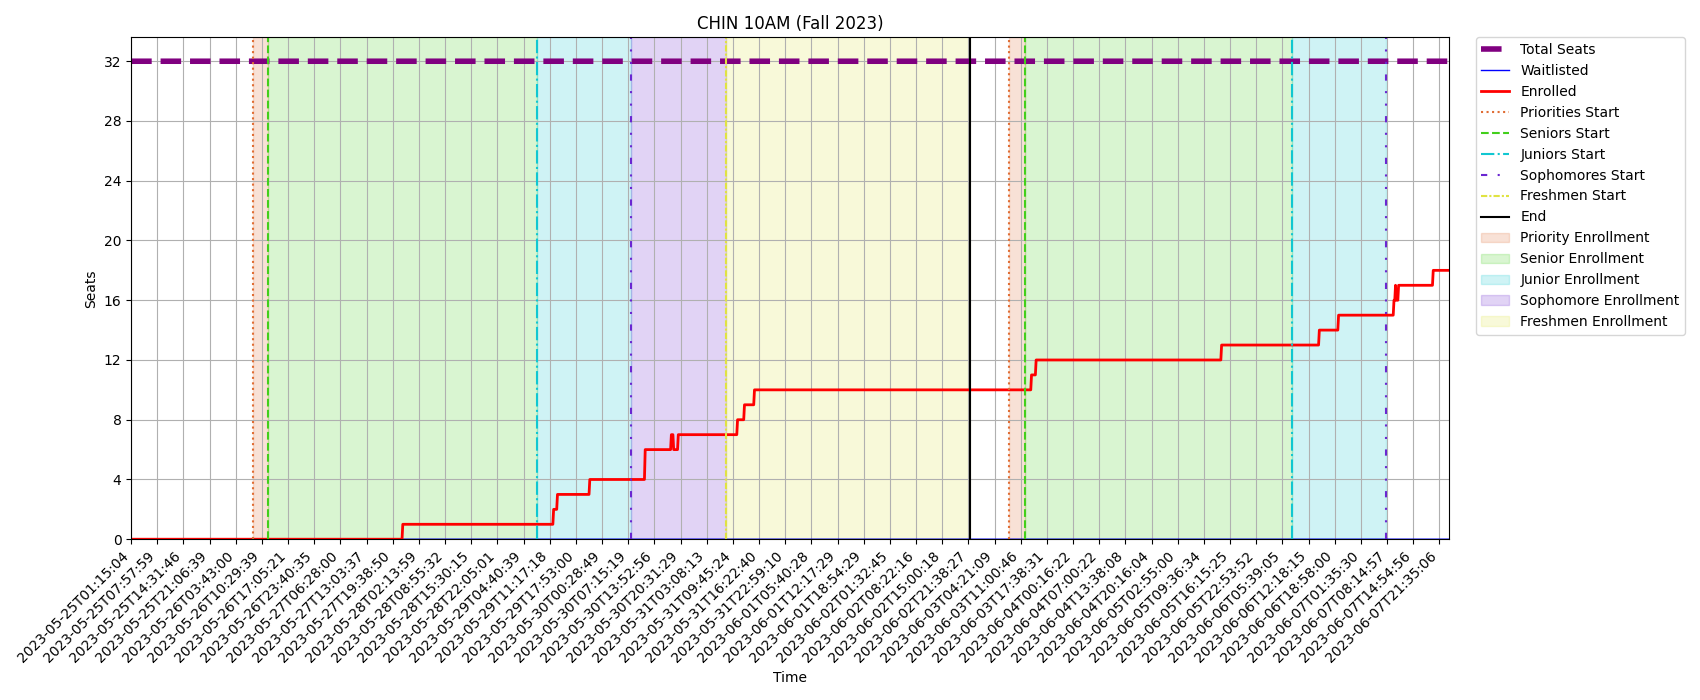 CHIN 10AM (Fall 2023)
Seats
32
28
24
20
16
12
8
4
0
2023-05-25T01:15:04
2023-05-25T07:57:59
2023-05-25T14:31:46
2023-05-25T21:06:39
2023-05-26T03:43:00
2023-05-26T10:29:39
2023-05-26T17:05:21
2023-05-26T23:40:35
2023-05-27T06:28:00
2023-05-27T13:03:37
2023-05-27T19:38:50
2023-05-28T02:13:59
2023-05-28T08:55:32
2023-05-28T15:30:15
2023-05-28T22:05:01
2023-05-29T04:40:39
2023-05-29T11:17:18
2023-05-29T17:53:00
2023-05-30T00:28:49
2023-05-30T07:15:19
2023-05-30T13:52:56
2023-05-30T20:31:29
2023-05-31T03:08:13
2023-05-31T09:45:24
2023-05-31T16:22:40
2023-05-31T22:59:10
2023-06-01T05:40:28
2023-06-01T12:17:29
2023-06-01T18:54:29
2023-06-02T01:32:45
2023-06-02T08:22:16
2023-06-02T15:00:18
2023-06-02T21:38:27
2023-06-03T04:21:09
2023-06-03T11:00:46
2023-06-03T17:38:31
2023-06-04T00:16:22
2023-06-04T07:00:22
2023-06-04T13:38:08
2023-06-04T20:16:04
2023-06-05T02:55:00
2023-06-05T09:36:34
2023-06-05T16:15:25
2023-06-05T22:53:52
2023-06-06T05:39:05
2023-06-06T12:18:15
2023-06-06T18:58:00
2023-06-07T01:35:30
2023-06-07T08:14:57
2023-06-07T14:54:56
2023-06-07T21:35:06
Time
Total Seats
Waitlisted
Enrolled
Priorities Start
Seniors Start
Juniors Start
Sophomores Start
Freshmen Start
End
Priority Enrollment
Senior Enrollment
Junior Enrollment
Sophomore Enrollment
Freshmen Enrollment